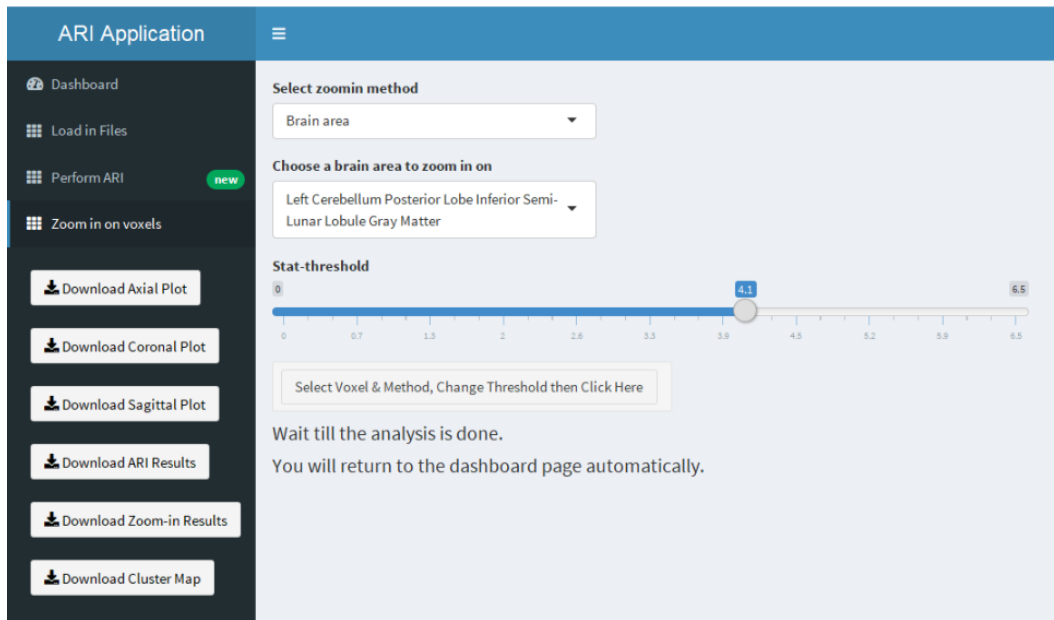 ARI Application
Dashboard
Load in Files
Perform ARI
new
Zoom in on voxels
Download Axial Plot
Download Coronal Plot
Download Sagittal Plot
Download ARI Results
Download Zoom-in Results
Download Cluster Map
Select zoomin method
Brain area
Choose a brain area to zoom in on
Left Cerebellum Posterior Lobe Inferior Semi-
Lunar Lobule Gray Matter
Stat-threshold
0 4.1 6.5
0 0.7 1.3 2 2.6 3.3 3.9 4.5 5.2 5.9 6.5
Select Voxel & Method, Change Threshold then Click Here
Wait till the analysis is done.
You will return to the dashboard page automatically.